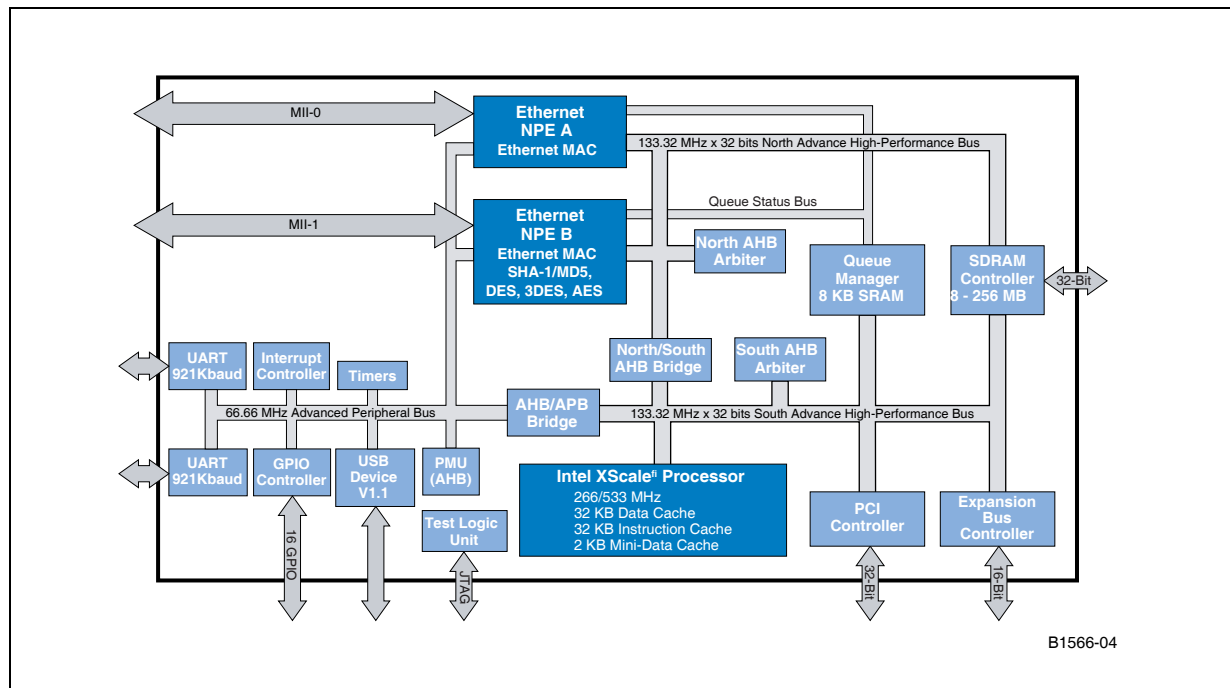 MII-0
Ethernet
NPE A
Ethernet MAC
133.32 MHz x 32 bits North Advance High-Performance Bus
Queue Status Bus
MII-1
Ethernet
NPE B
Ethernet MAC
SHA-1/MD5,
DES, 3DES, AES
North AHB
Arbiter
Queue
Manager
8 KB SRAM
SDRAM
Controller
8 - 256 MB
32-Bit
UART
921Kbaud
Interrupt
Controller
Timers
North/South
AHB Bridge
South AHB
Arbiter
66.66 MHz Advanced Peripheral Bus
AHB/APB
Bridge
133.32 MHz x 32 bits South Advance High-Performance Bus
UART
921Kbaud
GPIO
Controller
USB
Device
V1.1
PMU
(AHB)
Intel XScalefi Processor
266/533 MHz
32 KB Data Cache
32 KB Instruction Cache
2 KB Mini-Data Cache
PCI
Controller
Expansion
Bus
Controller
Test Logic
Unit
16 GPIO
JTAG
32-Bit
16-Bit
B1566-04